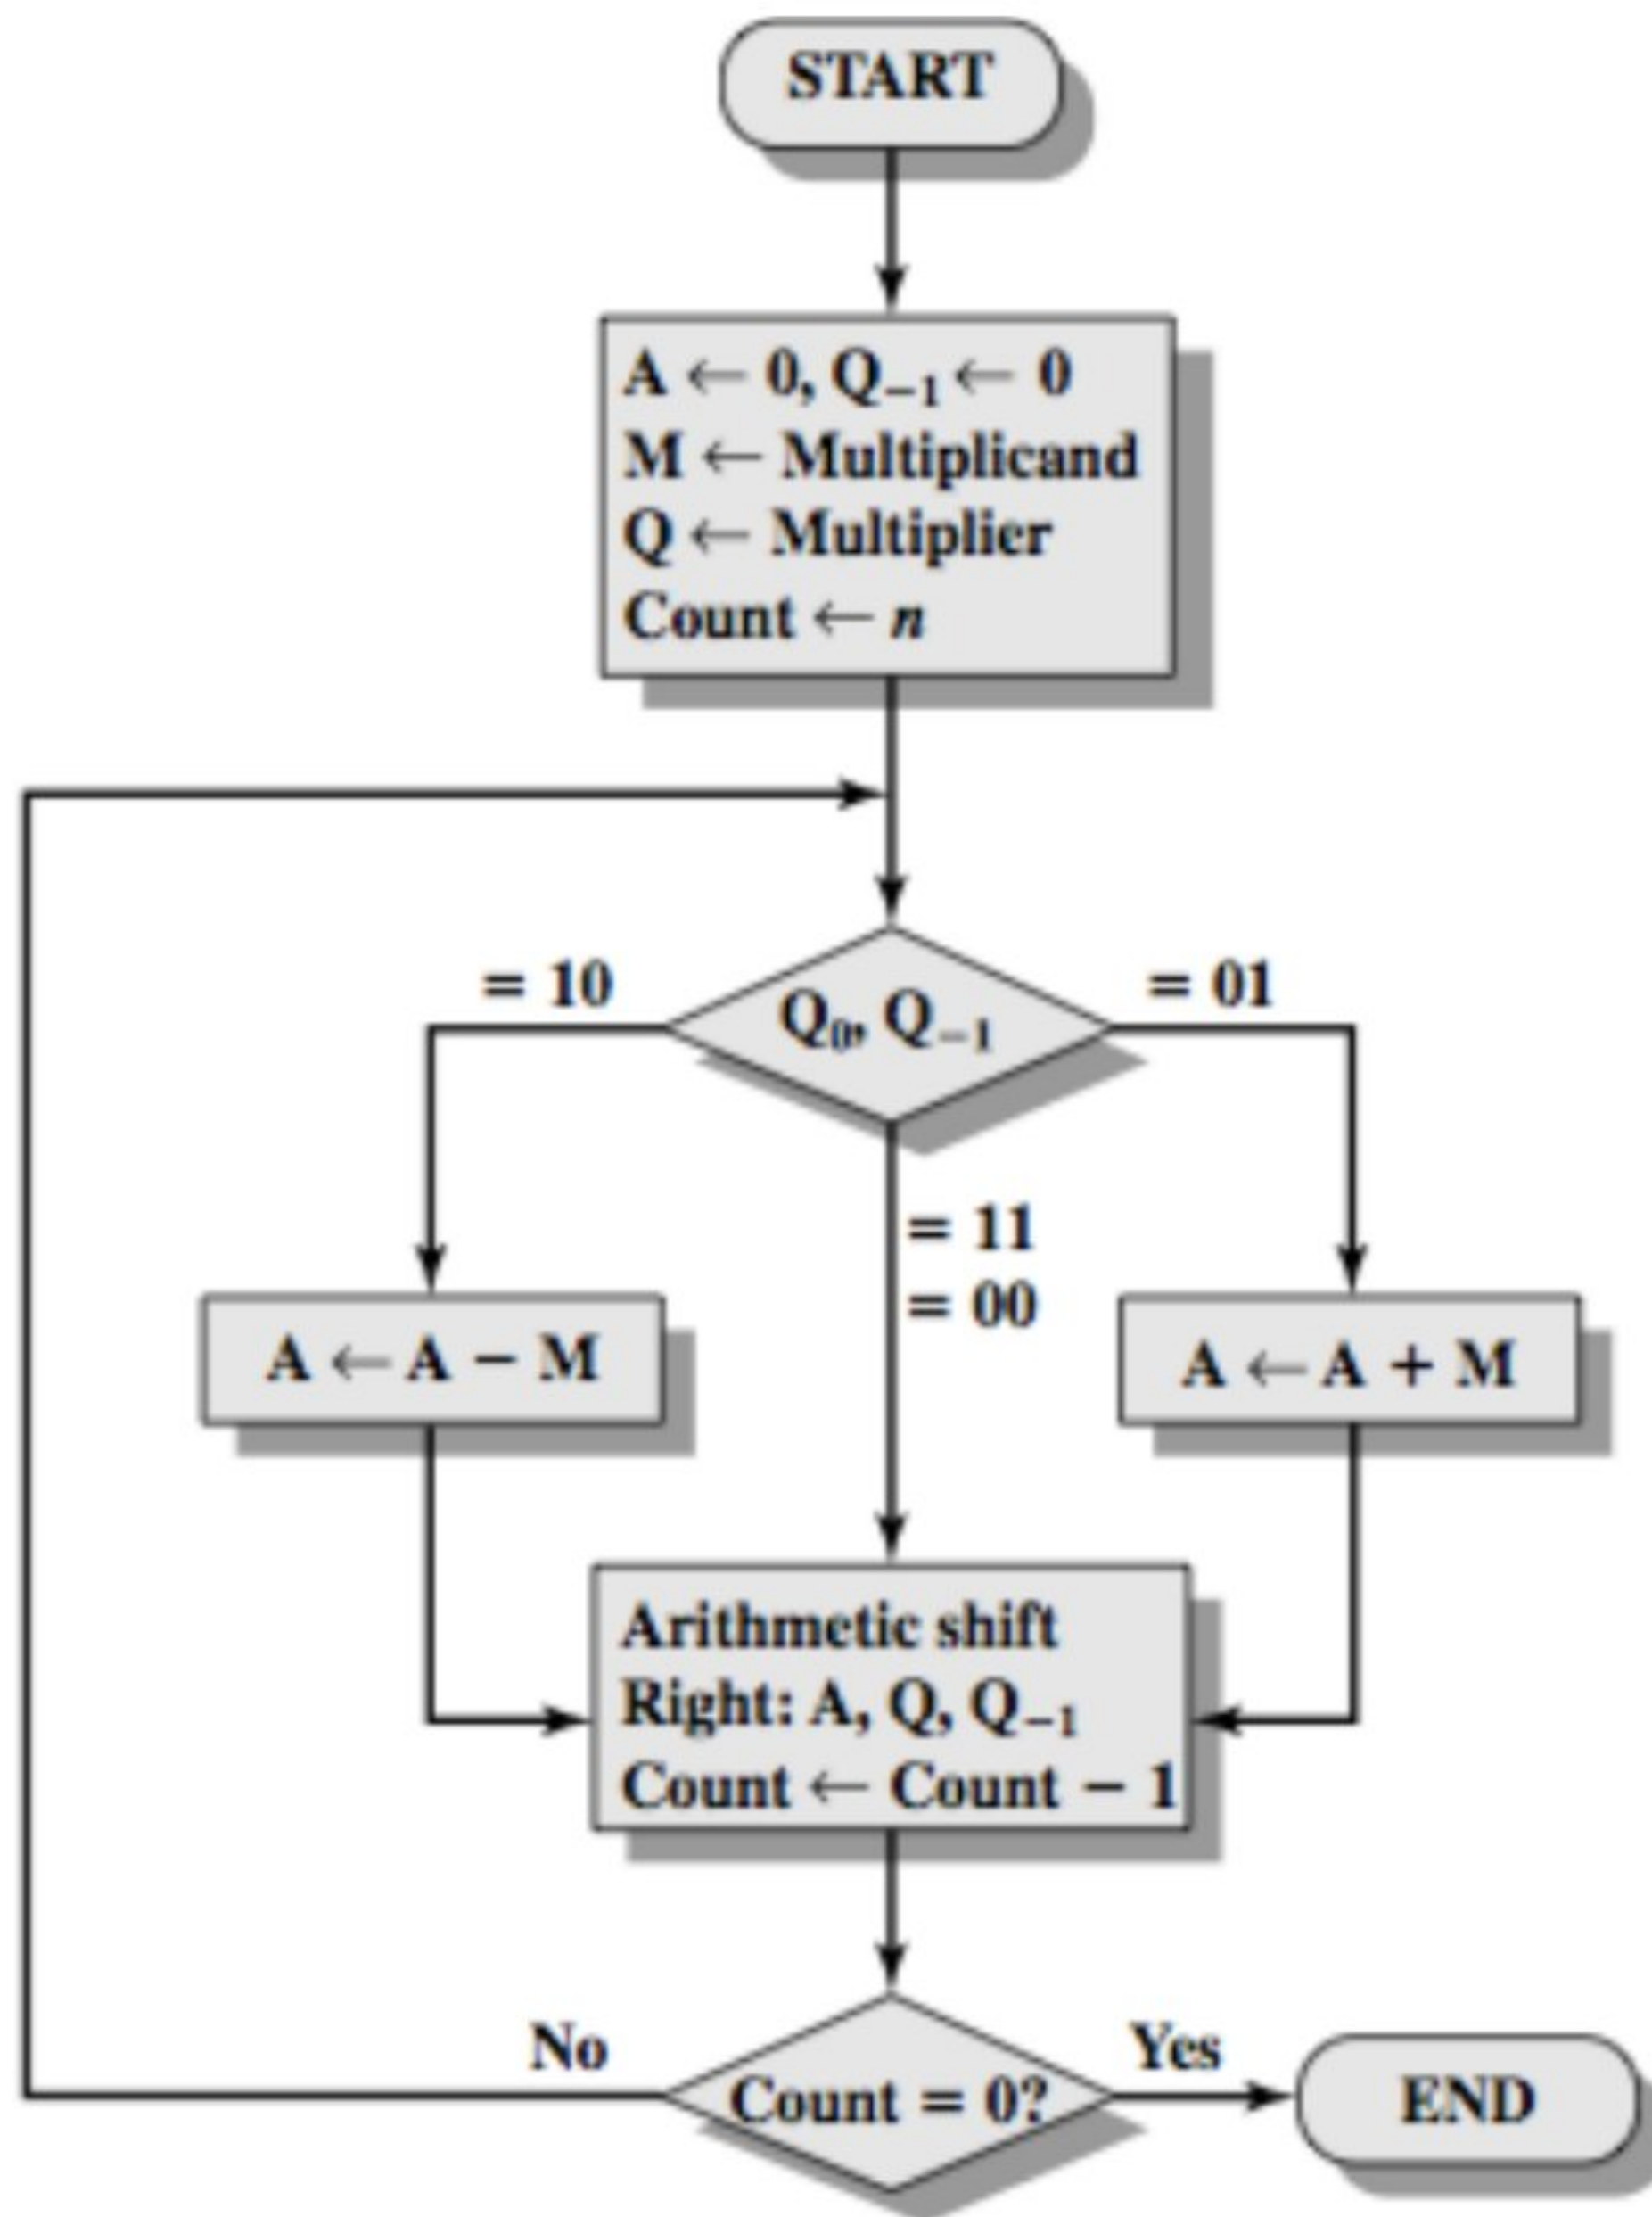 START
A ← 0, Q₋₁ ← 0
M ← Multiplicand
Q ← Multiplier
Count ← n
= 10
Q₀, Q₋₁
= 01
= 11
= 00
A ← A − M
A ← A + M
Arithmetic shift
Right: A, Q, Q₋₁
Count ← Count − 1
No
Count = 0?
Yes
END